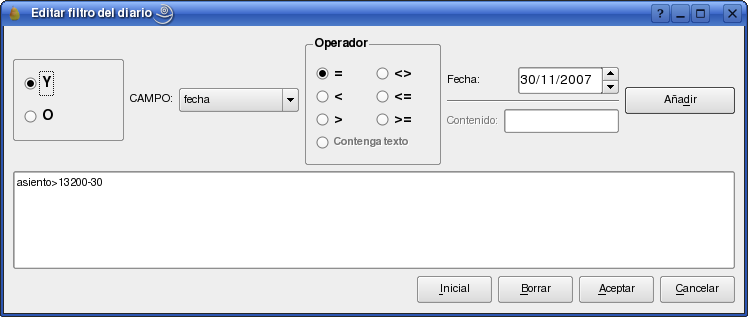 Editar filtro del diario
Y
O
CAMPO: fecha
Operador
= <>
< <=
> >=
Contenga texto
Fecha: 30/11/2007
Contenido:
Añadir
asiento>13200-30
Inicial Borrar Aceptar Cancelar